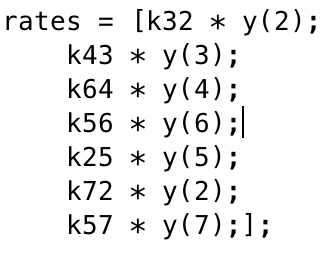 rates = [k32 * y(2);
k43 * y(3);
k64 * y(4);
k56 * y(6);
k25 * y(5);
k72 * y(2);
k57 * y(7);];